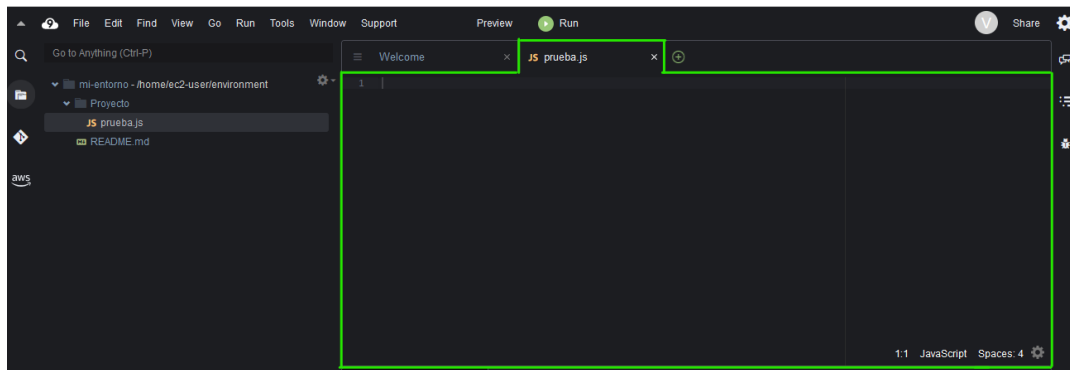 9 File Edit Find View Go Run Tools Window Support Preview Run V Share
Go to Anything (Ctrl-P)
Welcome × JS prueba.js ×
mi-entorno - /home/ec2-user/environment
Proyecto
JS prueba.js
README.md
aws
1
1:1 JavaScript Spaces: 4